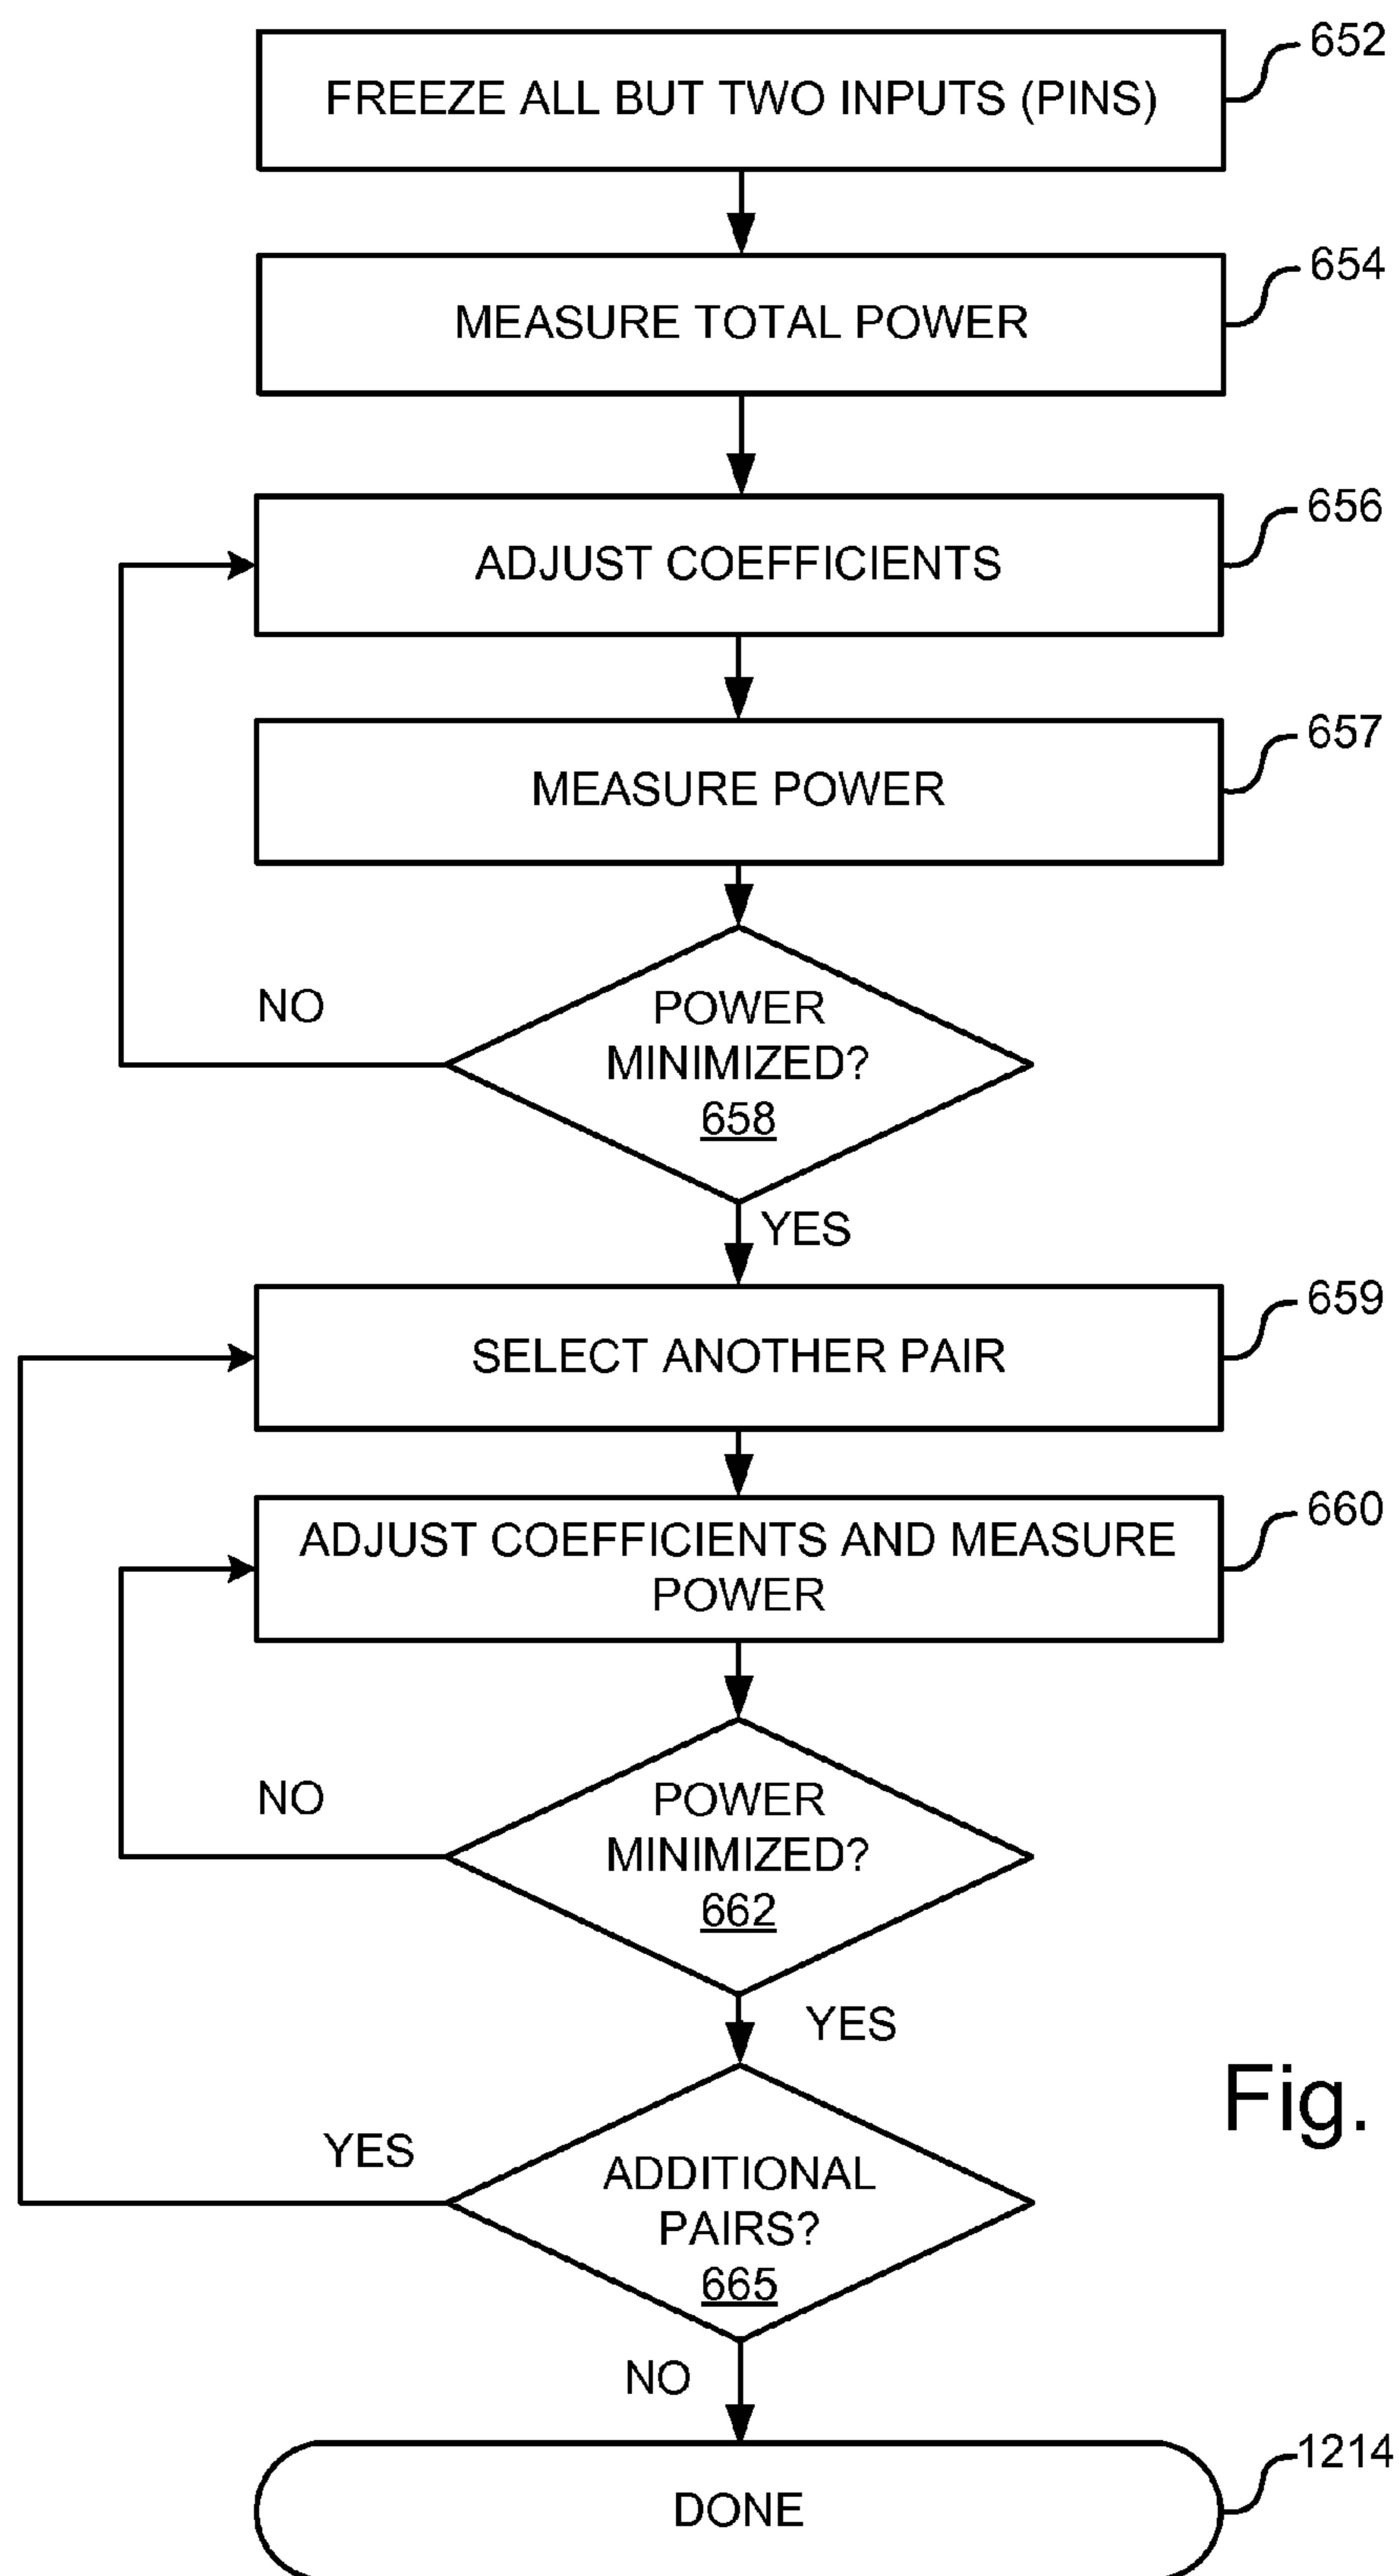 652
FREEZE ALL BUT TWO INPUTS (PINS)
654
MEASURE TOTAL POWER
656
ADJUST COEFFICIENTS
657
MEASURE POWER
NO
POWER
MINIMIZED?
658
YES
659
SELECT ANOTHER PAIR
660
ADJUST COEFFICIENTS AND MEASURE
POWER
NO
POWER
MINIMIZED?
662
YES
Fig.
YES
ADDITIONAL
PAIRS?
665
NO
1214
DONE